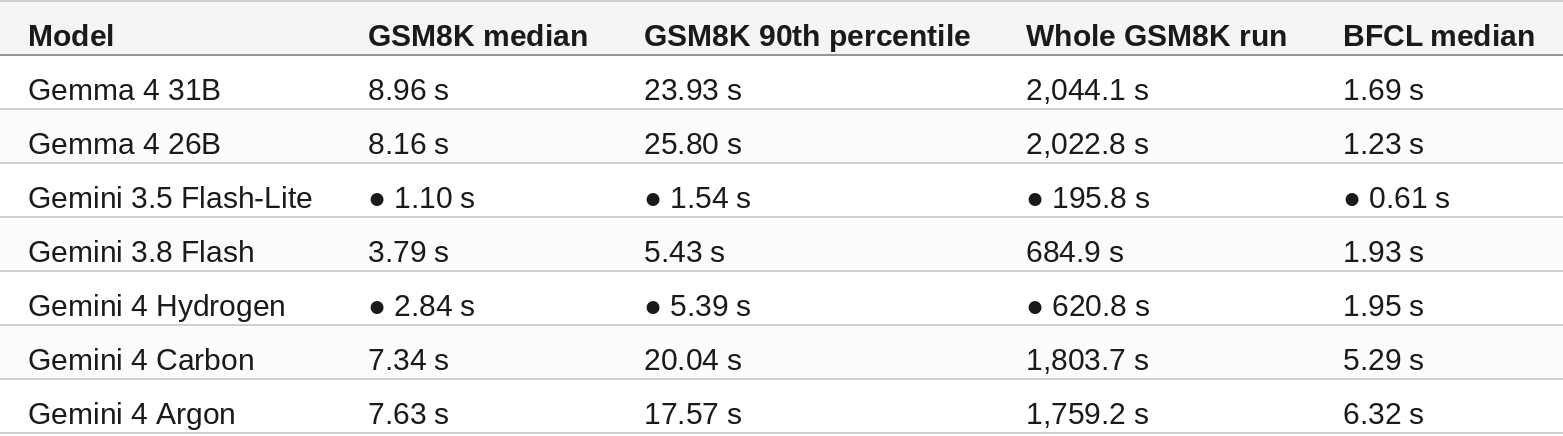 Model GSM8K median GSM8K 90th percentile Whole GSM8K run BFCL median
Gemma 4 31B 8.96 s 23.93 s 2,044.1 s 1.69 s
Gemma 4 26B 8.16 s 25.80 s 2,022.8 s 1.23 s
Gemini 3.5 Flash-Lite ● 1.10 s ● 1.54 s ● 195.8 s ● 0.61 s
Gemini 3.8 Flash 3.79 s 5.43 s 684.9 s 1.93 s
Gemini 4 Hydrogen ● 2.84 s ● 5.39 s ● 620.8 s 1.95 s
Gemini 4 Carbon 7.34 s 20.04 s 1,803.7 s 5.29 s
Gemini 4 Argon 7.63 s 17.57 s 1,759.2 s 6.32 s